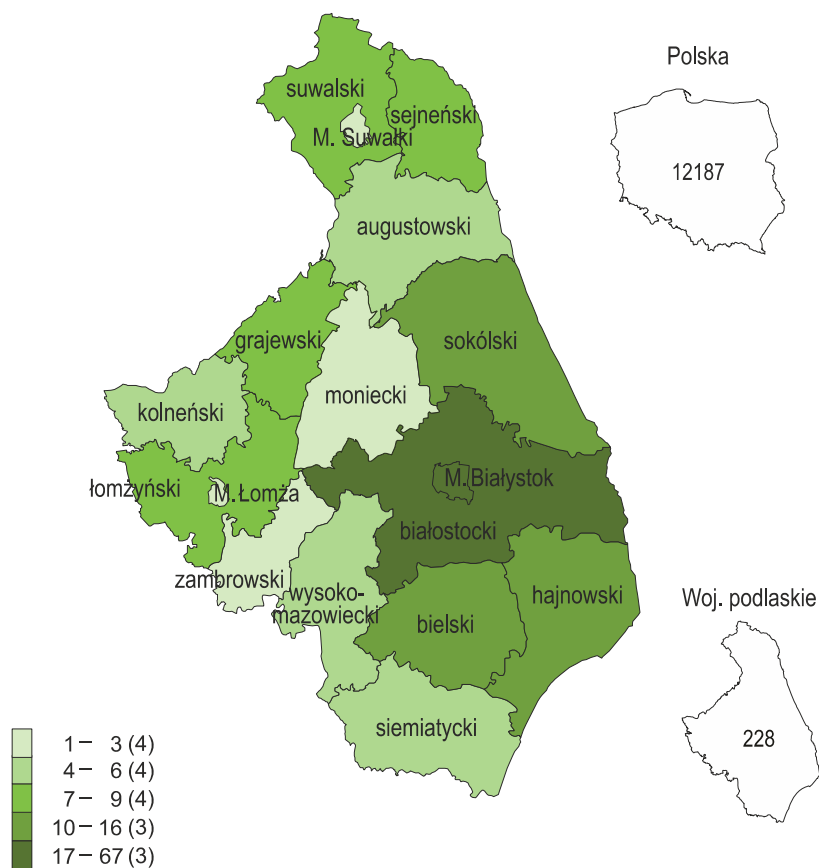 Polska
12187
suwalski
sejneński
M. Suwałki
augustowski
grajewski
sokólski
kolneński
moniecki
łomżyński
M. Łomża
M. Białystok
białostocki
zambrowski
wysoko-
mazowiecki
bielski
hajnowski
siemiatycki
Woj. podlaskie
228
1 – 3 (4)
4 – 6 (4)
7 – 9 (4)
10 – 16 (3)
17 – 67 (3)